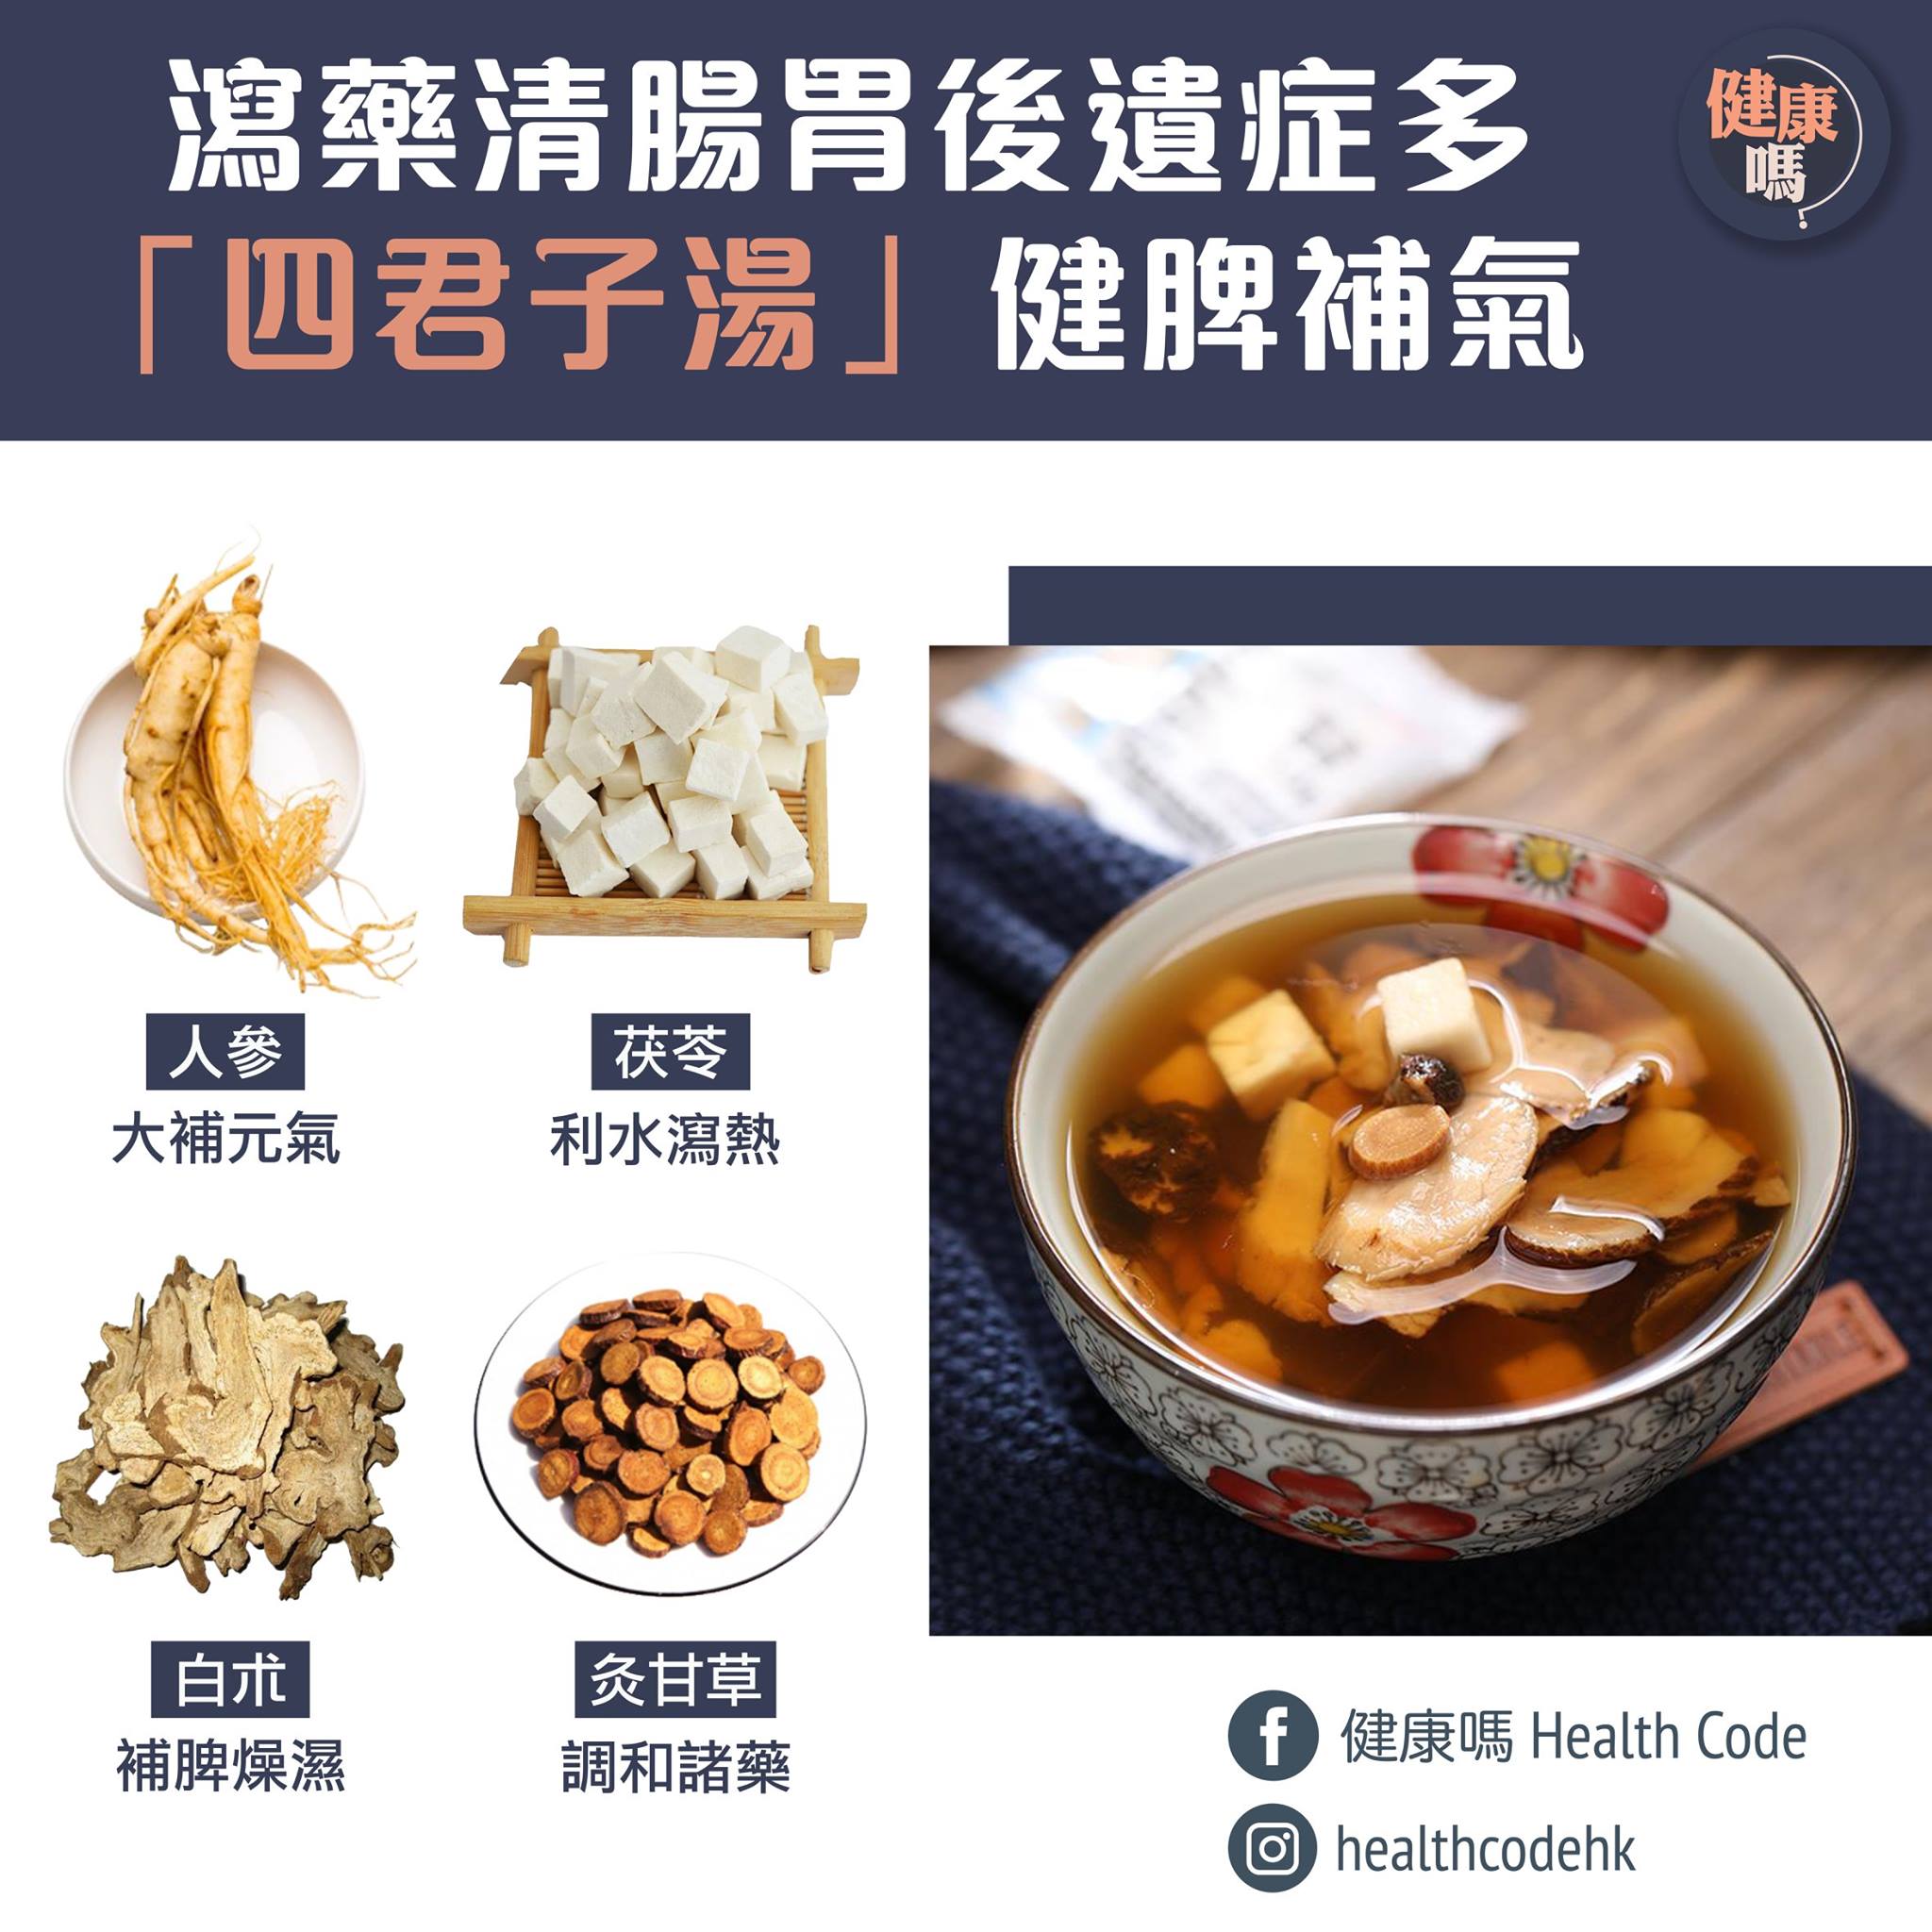 瀉藥清腸胃後遺症多
「四君子湯」 健脾補氣
健康
嗎?
人參
大補元氣
茯苓
利水瀉熱
白朮
補脾燥濕
灸甘草
調和諸藥
健康嗎 Health Code
healthcodehk